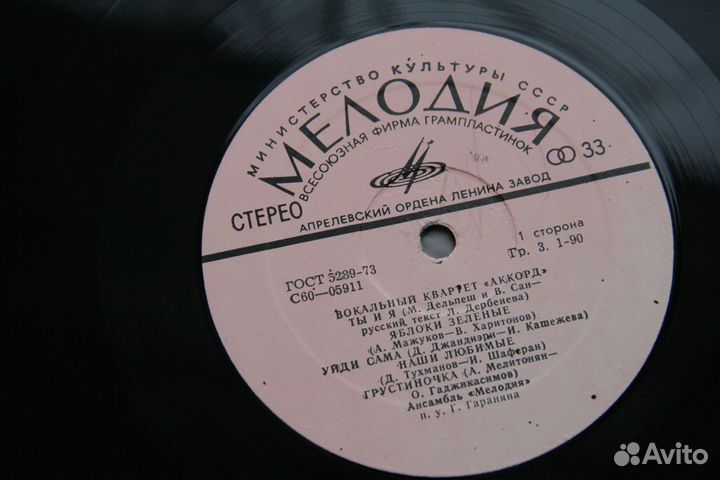 МИНИСТЕРСТВО КУЛЬТУРЫ СССР
МЕЛОДИЯ
ВСЕСОЮЗНАЯ ФИРМА ГРАМПЛАСТИНОК
СТЕРЕО
33
АПРЕЛЕВСКИЙ ОРДЕНА ЛЕНИНА ЗАВОД
ГОСТ 5289-73
С60—05911
1 сторона
Гр. 3. 1-90
ВОКАЛЬНЫЙ КВАРТЕТ «АККОРД»
ТЫ И Я (М. Дельпеш и В. Сан—
русский текст Л. Дербенева)
ЯБЛОКИ ЗЕЛЕНЫЕ
(А. Мажуков—В. Харитонов)
УЙДИ САМА (Д. Джандиэри—И. Кашежева)
НАШИ ЛЮБИМЫЕ
(Д. Тухманов—И. Шаферан)
ГРУСТИНОЧКА (А. Мелитонян—
О. Гаджикасимов)
Ансамбль «Мелодия»
п. у. Г. Гараняна
Avito